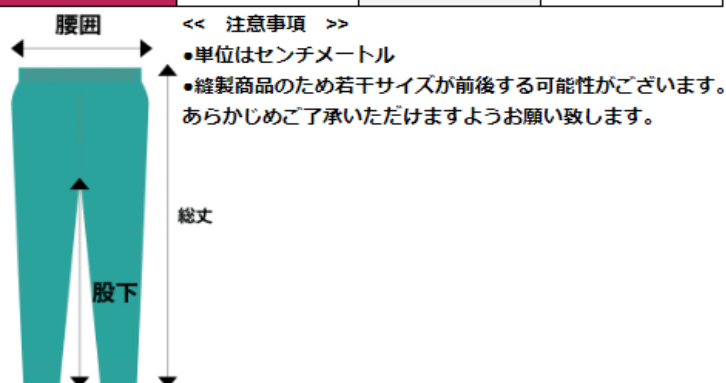 腰囲
<< 注意事項 >>
●単位はセンチメートル
●縫製商品のため若干サイズが前後する可能性がございます。
あらかじめご了承いただけますようお願い致します。
総丈
股下